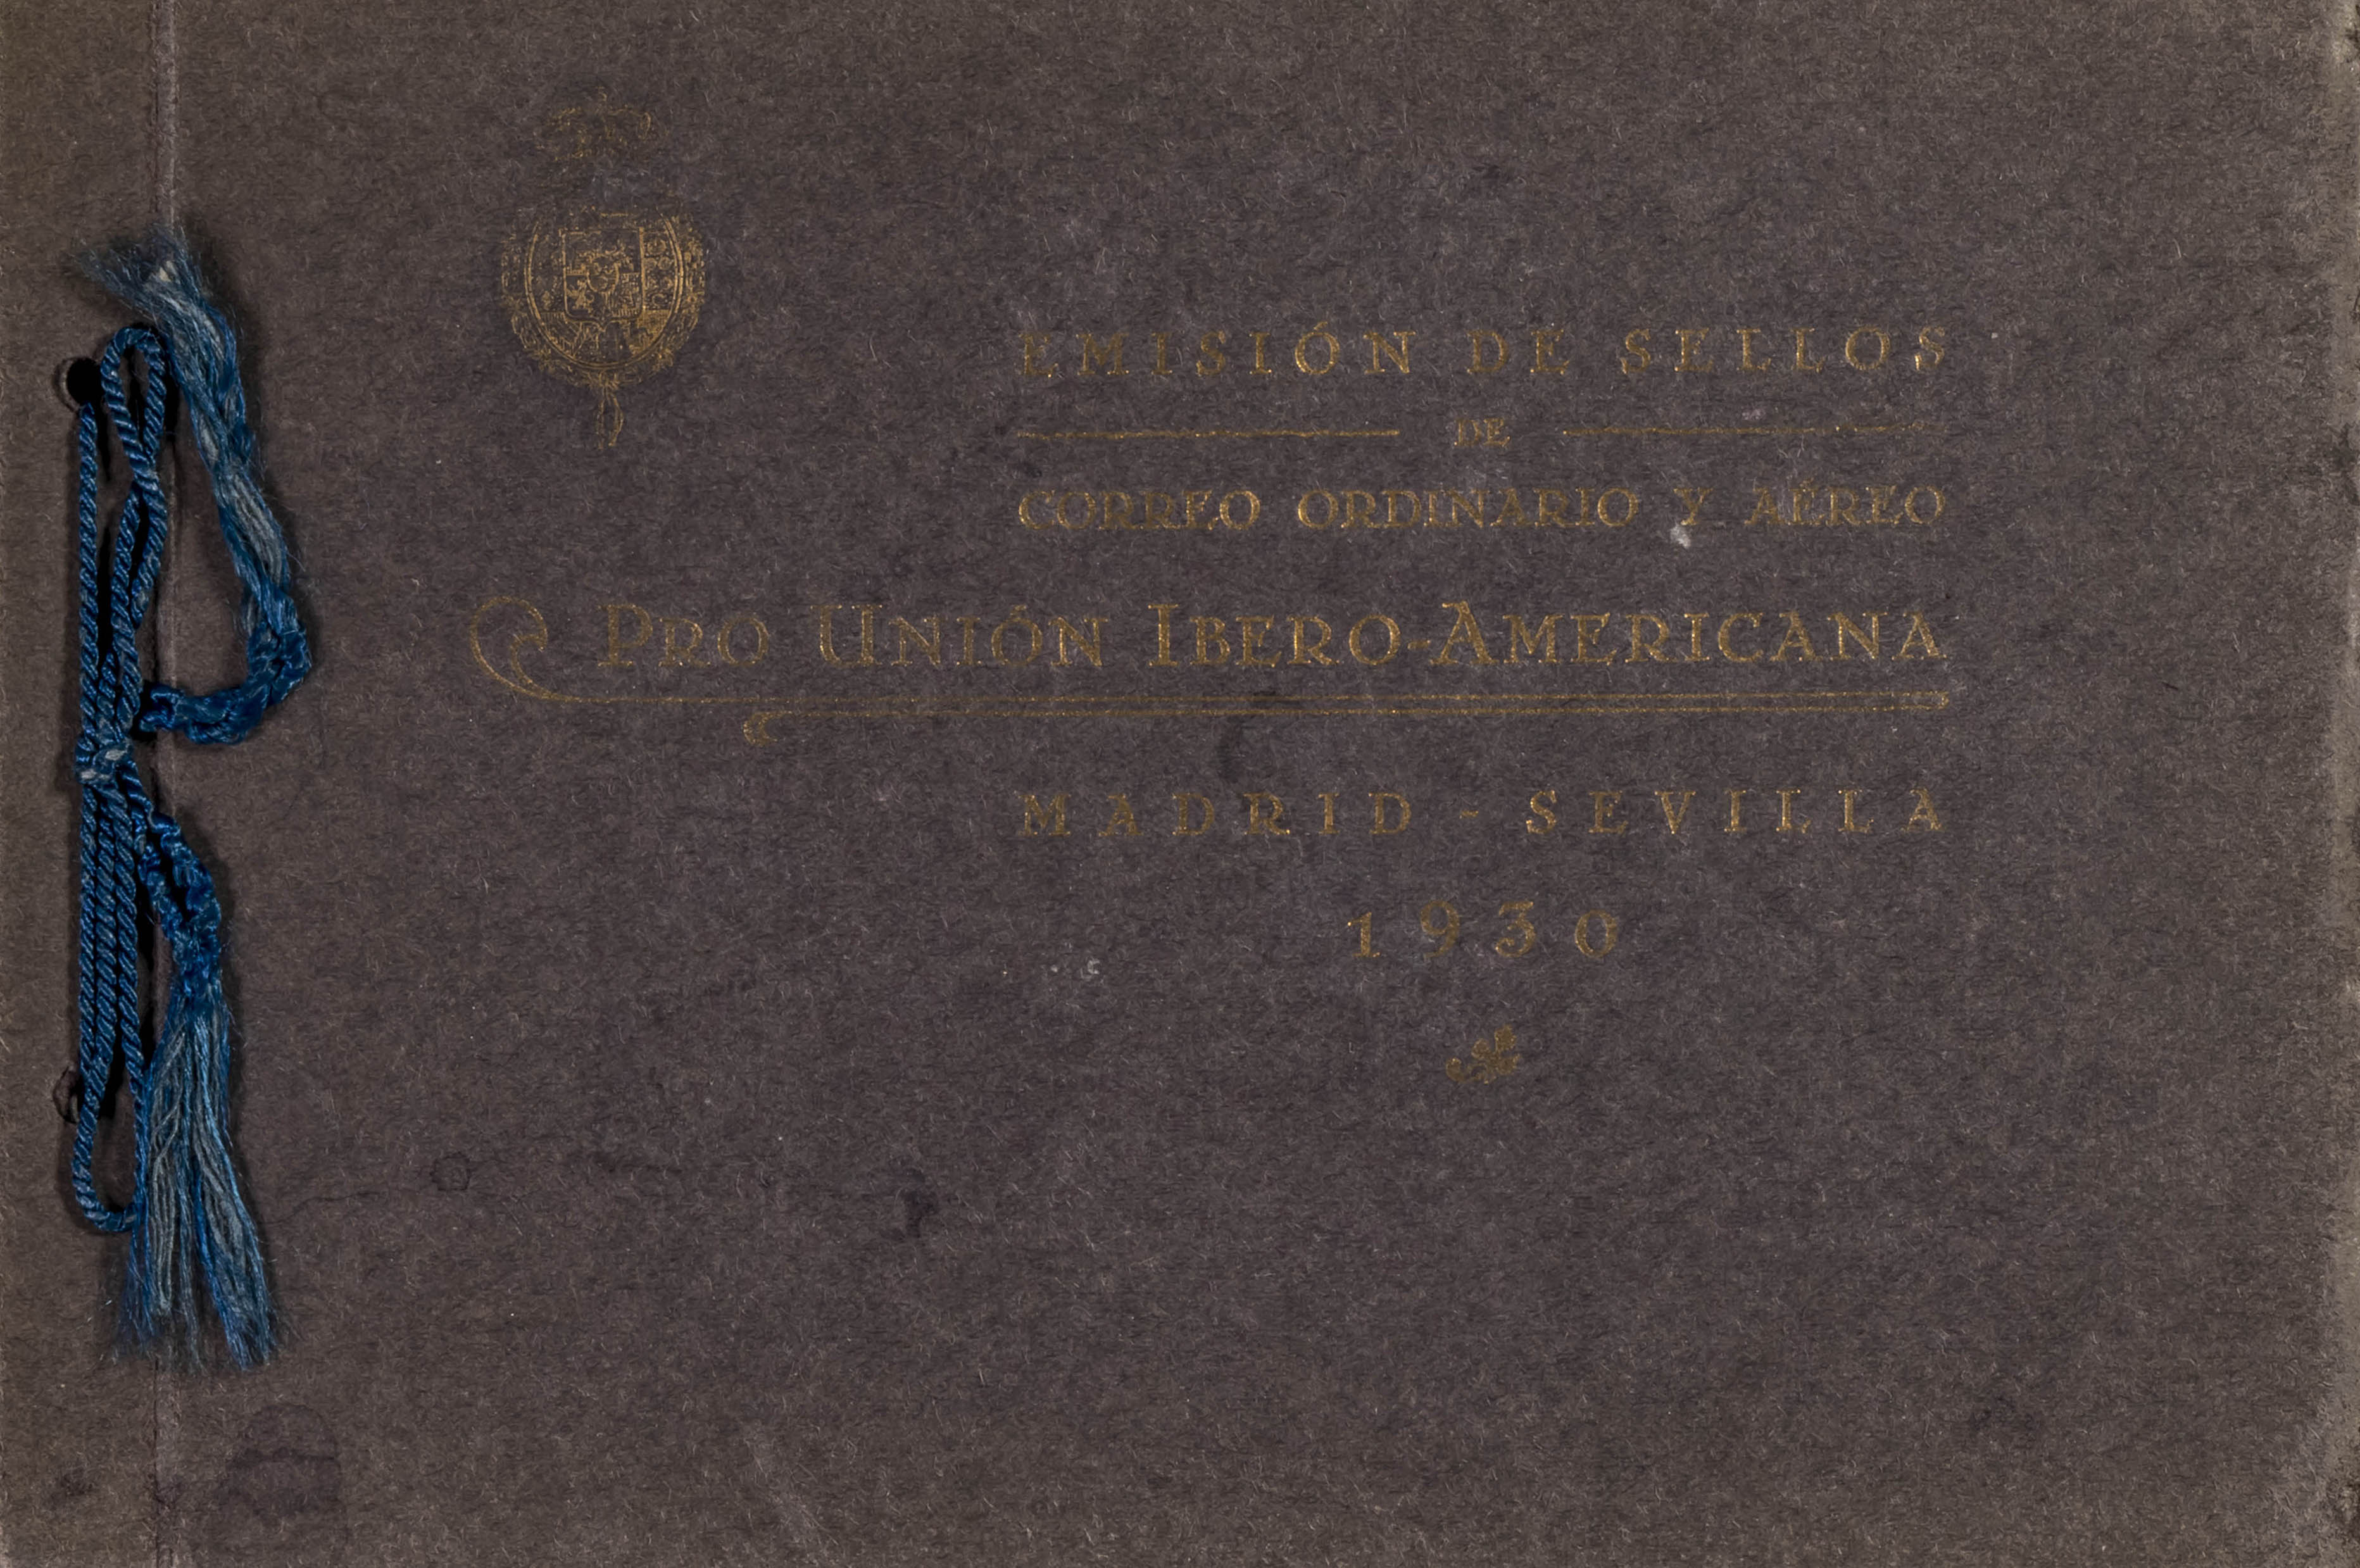 EMISIÓN DE SELLOS
DE
CORREO ORDINARIO Y AÉREO
PRO UNIÓN IBERO-AMERICANA
MADRID - SEVILLA
1930